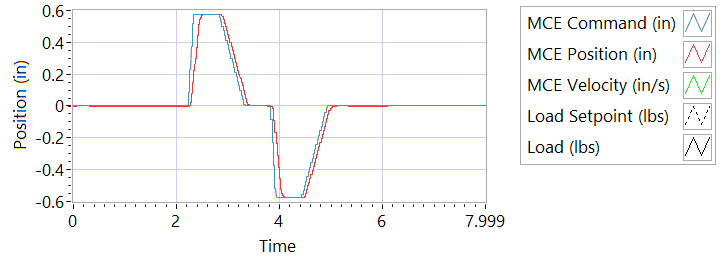 Position (in)
0.6
0.4
0.2
0
-0.2
-0.4
-0.6
0
2
4
6
7.999
Time
MCE Command (in)
MCE Position (in)
MCE Velocity (in/s)
Load Setpoint (lbs)
Load (lbs)